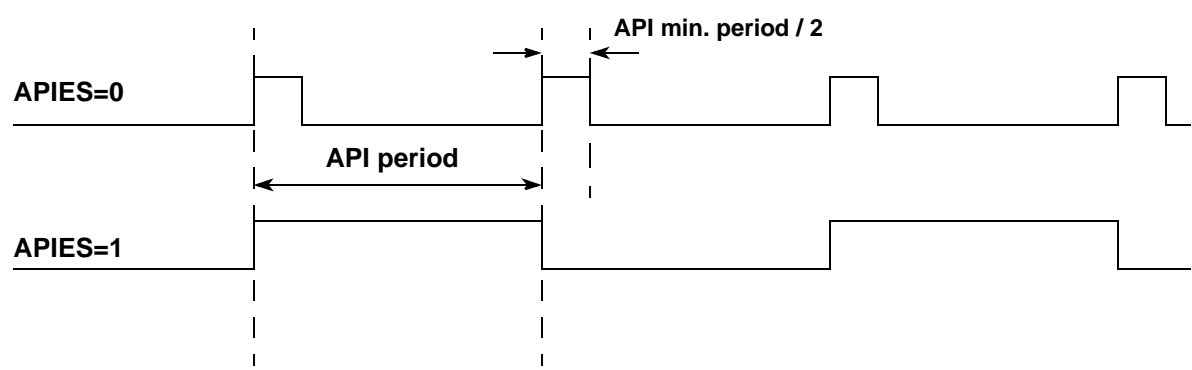 API min. period / 2
APIES=0
API period
APIES=1